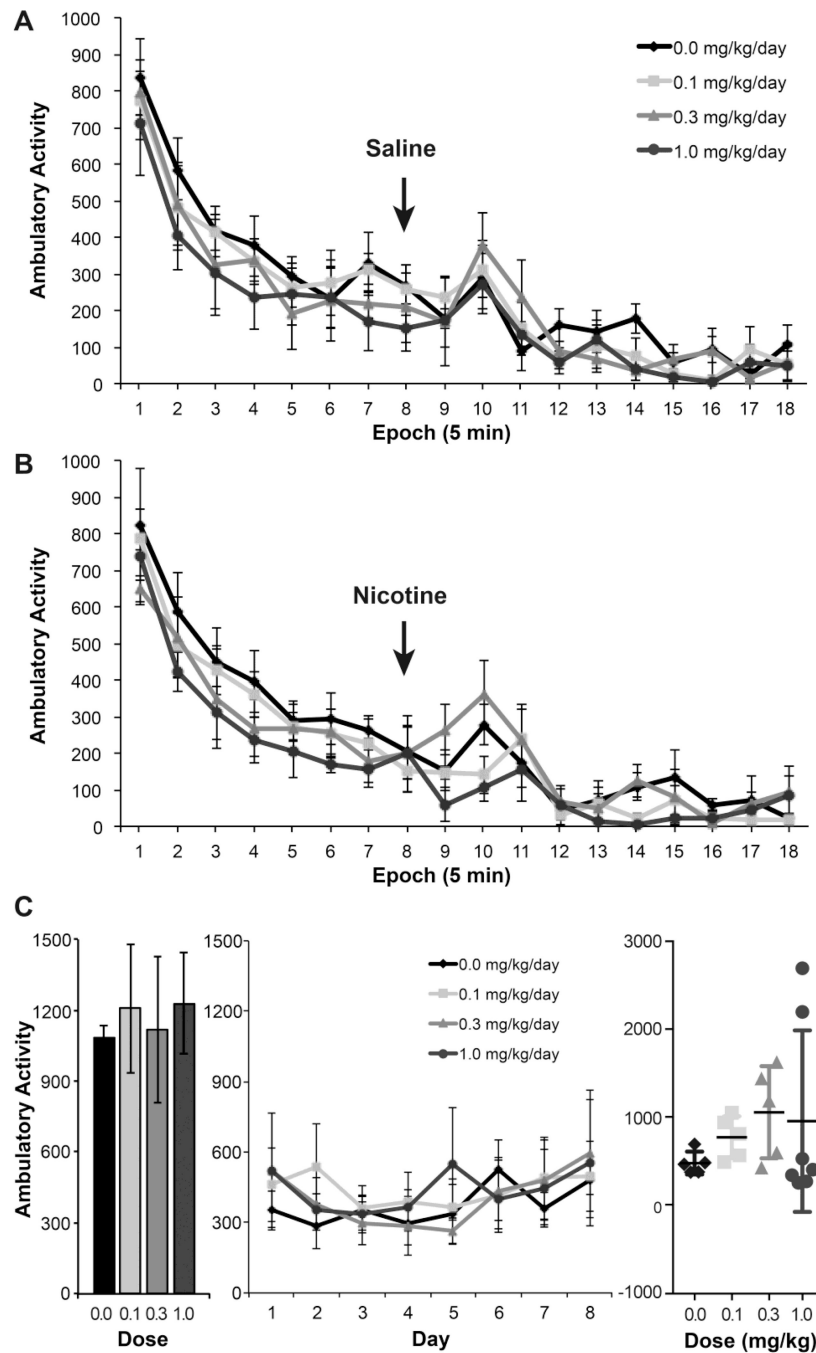 A
1000
900
800
700
600
500
400
300
200
100
0
Ambulatory Activity
0.0 mg/kg/day
0.1 mg/kg/day
0.3 mg/kg/day
1.0 mg/kg/day
Saline
1 2 3 4 5 6 7 8 9 10 11 12 13 14 15 16 17 18
Epoch (5 min)
B
1000
900
800
700
600
500
400
300
200
100
0
Ambulatory Activity
Nicotine
1 2 3 4 5 6 7 8 9 10 11 12 13 14 15 16 17 18
Epoch (5 min)
C
1500
1200
900
600
300
0
Ambulatory Activity
0.0 0.1 0.3 1.0
Dose
1500
1200
900
600
300
0
0.0 mg/kg/day
0.1 mg/kg/day
0.3 mg/kg/day
1.0 mg/kg/day
1 2 3 4 5 6 7 8
Day
3000
2000
1000
0
-1000
0.0 0.1 0.3 1.0
Dose (mg/kg)